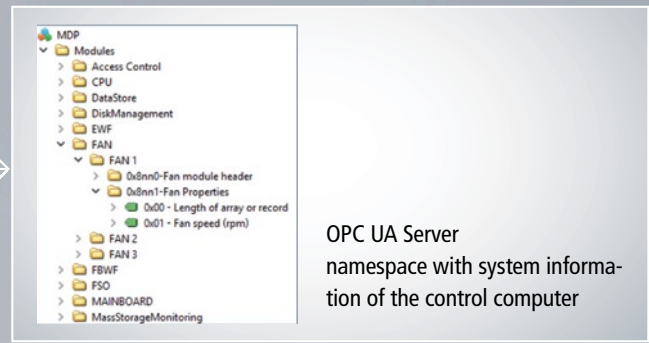 MDP
Modules
Access Control
CPU
DataStore
DiskManagement
EWF
FAN
FAN 1
0x8nn0-Fan module header
0x8nn1-Fan Properties
0x00 - Length of array or record
0x01 - Fan speed (rpm)
FAN 2
FAN 3
FBWF
FSO
MAINBOARD
MassStorageMonitoring
OPC UA Server
namespace with system informa-
tion of the control computer